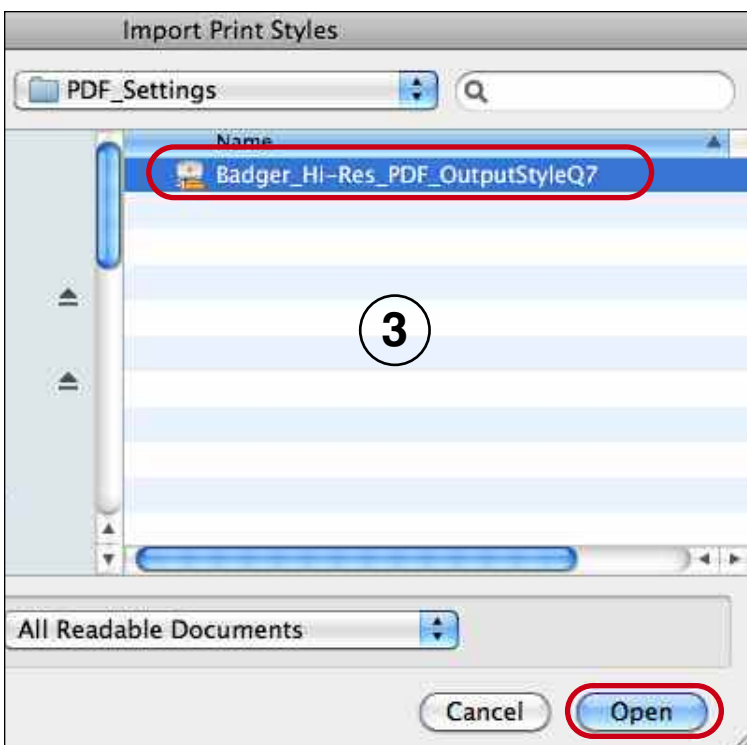 Import Print Styles
PDF_Settings
Name
Badger_Hi-Res_PDF_OutputStyleQ7
3
All Readable Documents
Cancel Open